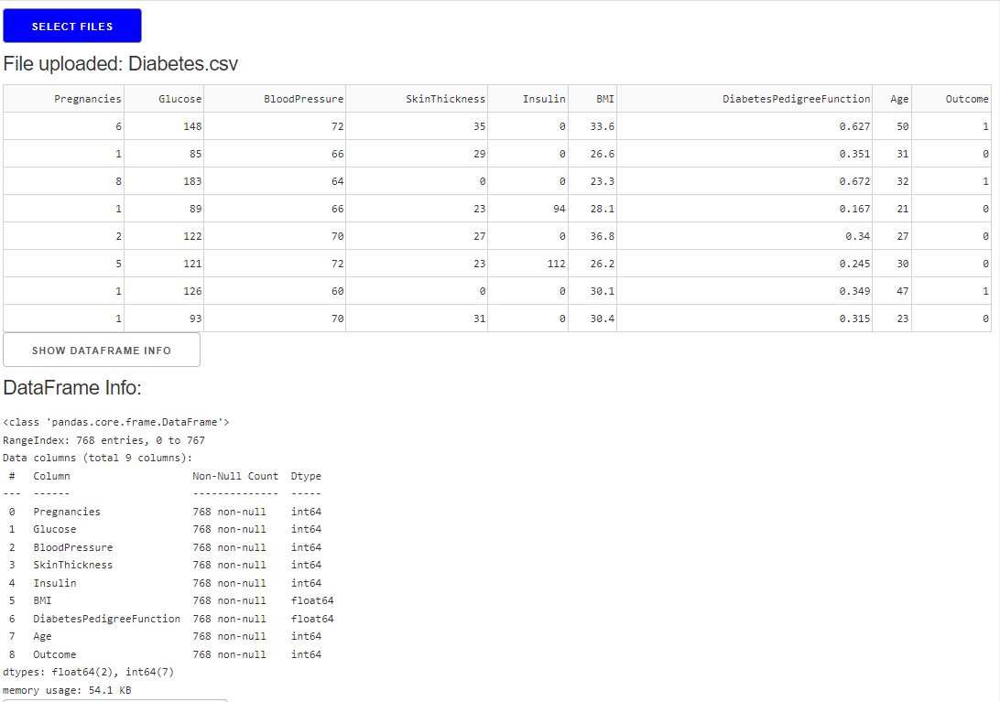 SELECT FILES
File uploaded: Diabetes.csv
Pregnancies Glucose BloodPressure SkinThickness Insulin BMI DiabetesPedigreeFunction Age Outcome
6 148 72 35 0 33.6 0.627 50 1
1 85 66 29 0 26.6 0.351 31 0
8 183 64 0 0 23.3 0.672 32 1
1 89 66 23 94 28.1 0.167 21 0
2 122 70 27 0 36.8 0.34 27 0
5 121 72 23 112 26.2 0.245 30 0
1 126 60 0 0 30.1 0.349 47 1
1 93 70 31 0 30.4 0.315 23 0
SHOW DATAFRAME INFO
DataFrame Info:
<class 'pandas.core.frame.DataFrame'>
RangeIndex: 768 entries, 0 to 767
Data columns (total 9 columns):
# Column Non-Null Count Dtype
--- ------ -------------- -----
0 Pregnancies 768 non-null int64
1 Glucose 768 non-null int64
2 BloodPressure 768 non-null int64
3 SkinThickness 768 non-null int64
4 Insulin 768 non-null int64
5 BMI 768 non-null float64
6 DiabetesPedigreeFunction 768 non-null float64
7 Age 768 non-null int64
8 Outcome 768 non-null int64
dtypes: float64(2), int64(7)
memory usage: 54.1 KB